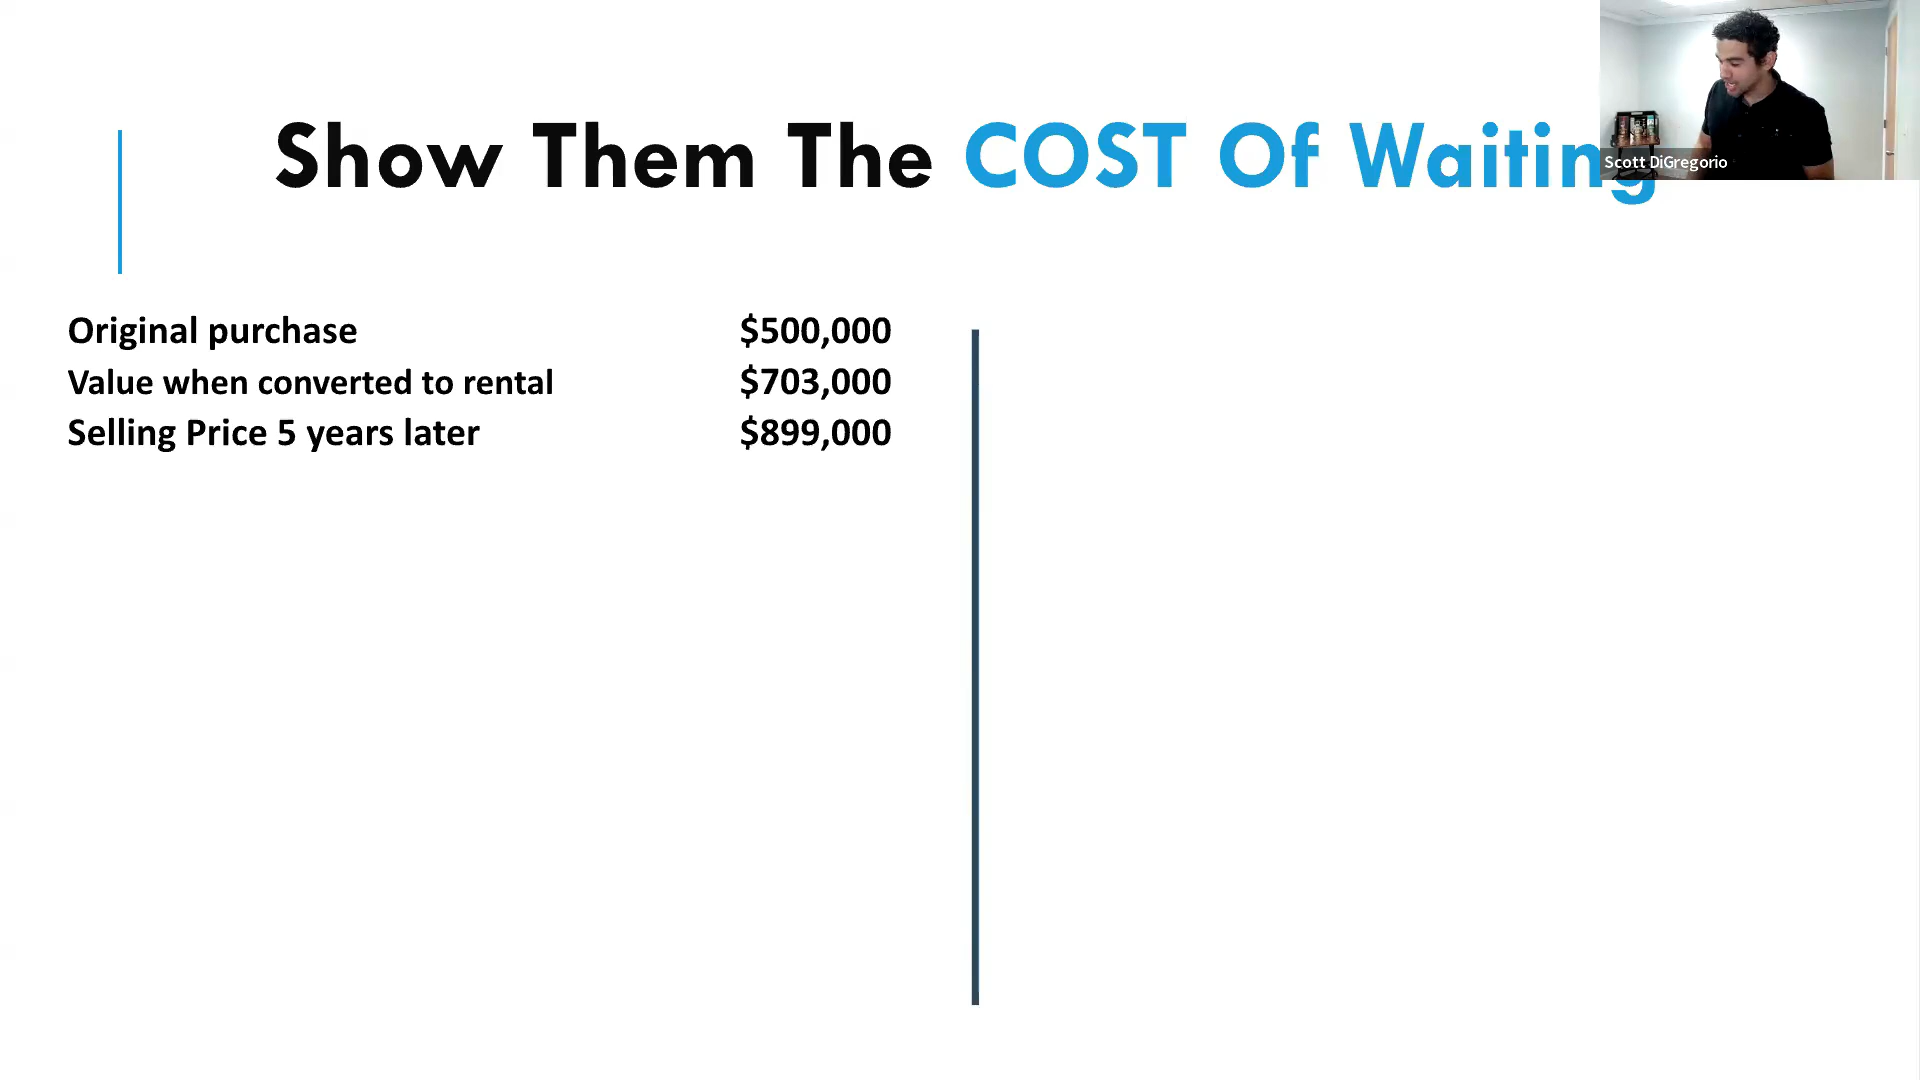 Show Them The COST Of Waiting
Scott DiGregorio
Original purchase $500,000
Value when converted to rental $703,000
Selling Price 5 years later $899,000